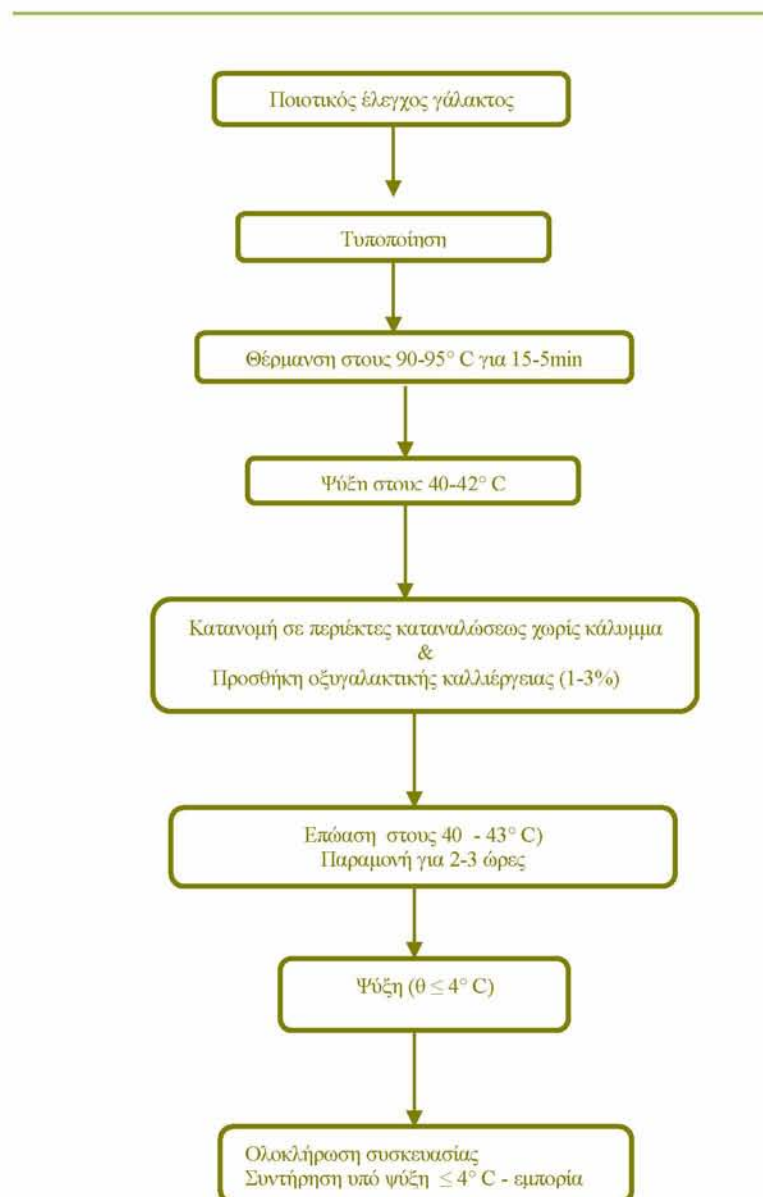 Ποιοτικός έλεγχος γάλακτος
Τυποποίηση
Θέρμανση στους 90-95° C για 15-5min
Ψύξη στους 40-42° C
Κατανομή σε περιέκτες καταναλώσεως χωρίς κάλυμμα
&
Προσθήκη οξυγαλακτικής καλλιέργειας (1-3%)
Επώαση στους 40 - 43° C)
Παραμονή για 2-3 ώρες
Ψύξη (θ ≤ 4° C)
Ολοκλήρωση συσκευασίας
Συντήρηση υπό ψύξη ≤ 4° C - εμπορία